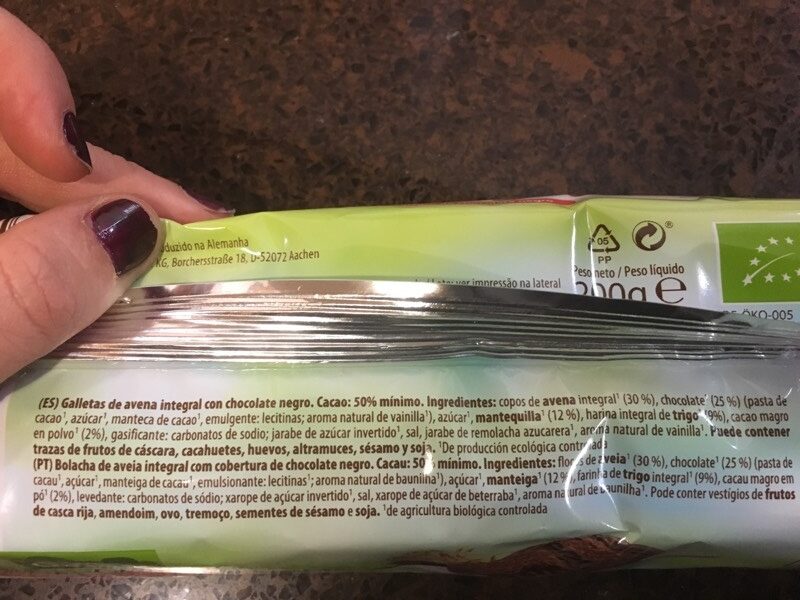 05
PP
®
na Alemanha
KG, Borchersstraße 18, D-52072 Aachen
ver impressão na lateral
Peso neto / Peso líquido
200g e
ÖKO-005
(ES) Galletas de avena integral con chocolate negro. Cacao: 50% mínimo. Ingredientes: copos de avena integral¹ (30 %), chocolate¹ (25 %) (pasta de
cacao¹, azúcar¹, manteca de cacao¹, emulgente: lecitinas; aroma natural de vainilla¹), azúcar¹, mantequilla¹ (12 %), harina integral de trigo¹ (9%), cacao magro
en polvo¹ (2%), gasificante: carbonatos de sodio; jarabe de azúcar invertido¹, sal, jarabe de remolacha azucarera¹, aroma natural de vainilla¹. Puede contener
trazas de frutos de cáscara, cacahuetes, huevos, altramuces, sésamo y soja. ¹De producción ecológica controlada
(PT) Bolacha de aveia integral com cobertura de chocolate negro. Cacau: 50% mínimo. Ingredientes: flocos de aveia¹ (30 %), chocolate¹ (25 %) (pasta de
cacau¹, açúcar¹, manteiga de cacau¹, emulsionante: lecitinas¹; aroma natural de baunilha¹), açúcar¹, manteiga¹ (12 %), farinha de trigo integral¹ (9%), cacau magro em
pó¹ (2%), levedante: carbonatos de sódio; xarope de açúcar invertido¹, sal, xarope de açúcar de beterraba¹, aroma natural de baunilha¹. Pode conter vestígios de frutos
de casca rija, amendoim, ovo, tremoço, sementes de sésamo e soja. ¹de agricultura biológica controlada